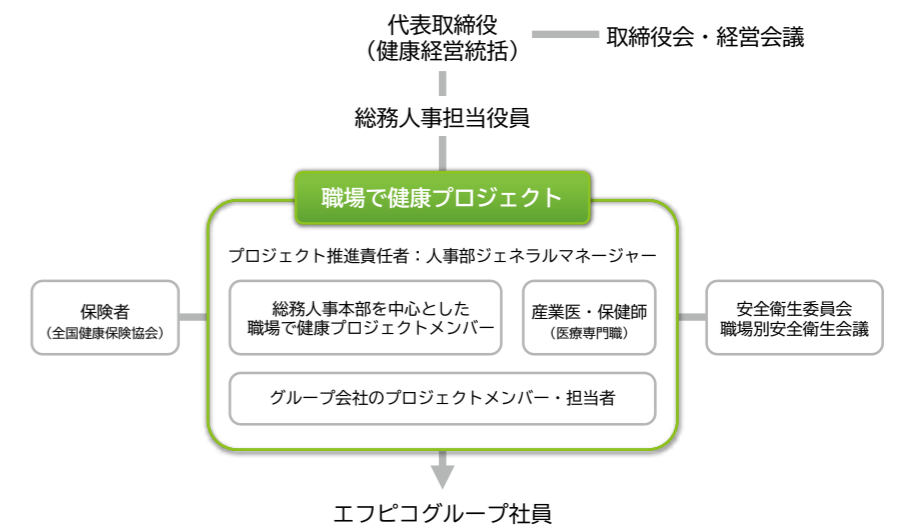 代表取締役
（健康経営統括）
取締役会・経営会議
総務人事担当役員
職場で健康プロジェクト
プロジェクト推進責任者：人事部ジェネラルマネージャー
保険者
（全国健康保険協会）
総務人事本部を中心とした
職場で健康プロジェクトメンバー
産業医・保健師
（医療専門職）
安全衛生委員会
職場別安全衛生会議
グループ会社のプロジェクトメンバー・担当者
エフピコグループ社員